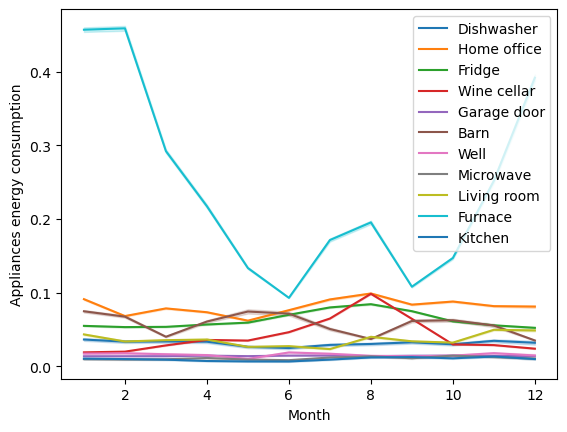 Dishwasher
Home office
Fridge
Wine cellar
Garage door
Barn
Well
Microwave
Living room
Furnace
Kitchen
Appliances energy consumption
0.4
0.3
0.2
0.1
0.0
2 4 6 8 10 12
Month